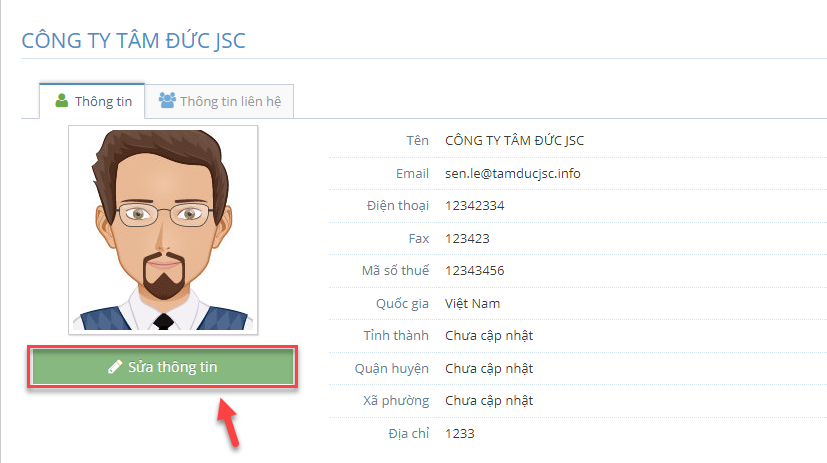 CÔNG TY TÂM ĐỨC JSC
Thông tin
Thông tin liên hệ
Tên CÔNG TY TÂM ĐỨC JSC
Email sen.le@tamducjsc.info
Điện thoại 12342334
Fax 123423
Mã số thuế 12343456
Quốc gia Việt Nam
Tỉnh thành Chưa cập nhật
Quận huyện Chưa cập nhật
Xã phường Chưa cập nhật
Địa chỉ 1233
Sửa thông tin